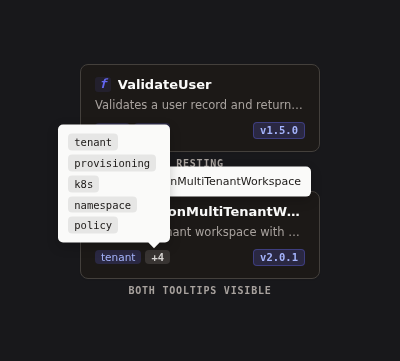 f ValidateUser
Validates a user record and return…
v1.5.0
RESTING
tenant
provisioning
k8s
namespace
policy
nMultiTenantWorkspace
onMultiTenantW…
nant workspace with …
tenant +4
v2.0.1
BOTH TOOLTIPS VISIBLE